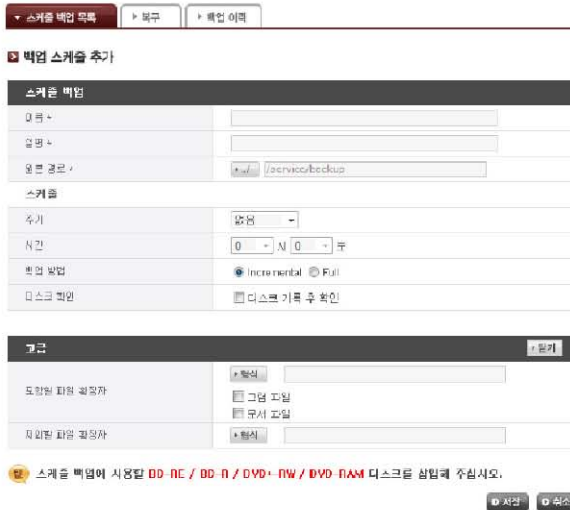 스케줄 백업 목록
복구
백업 이력
백업 스케줄 추가
스케줄 백업
이름 *
설명 *
원본 경로 *
../ /service/backup
스케줄
주기 없음
시간 0 시 0 분
백업 방법 Incremental Full
디스크 확인 디스크 기록 후 확인
고급 닫기
포함될 파일 확장자 형식
그림 파일
문서 파일
제외될 파일 확장자 형식
스케줄 백업에 사용할 BD-RE / BD-R / DVD+-RW / DVD-RAM 디스크를 삽입해 주십시오.
저장 취소